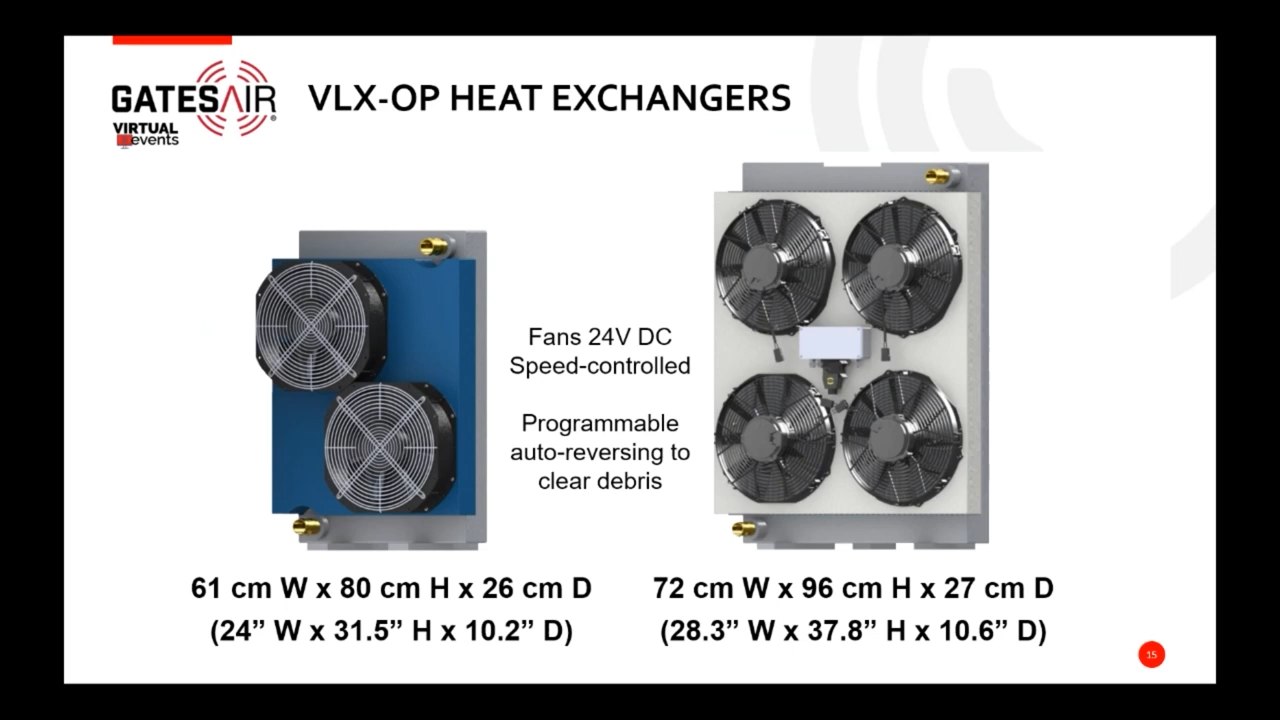 GATESAIR®
VIRTUAL
events
VLX-OP HEAT EXCHANGERS
Fans 24V DC
Speed-controlled
Programmable
auto-reversing to
clear debris
61 cm W x 80 cm H x 26 cm D
(24” W x 31.5” H x 10.2” D)
72 cm W x 96 cm H x 27 cm D
(28.3” W x 37.8” H x 10.6” D)
15